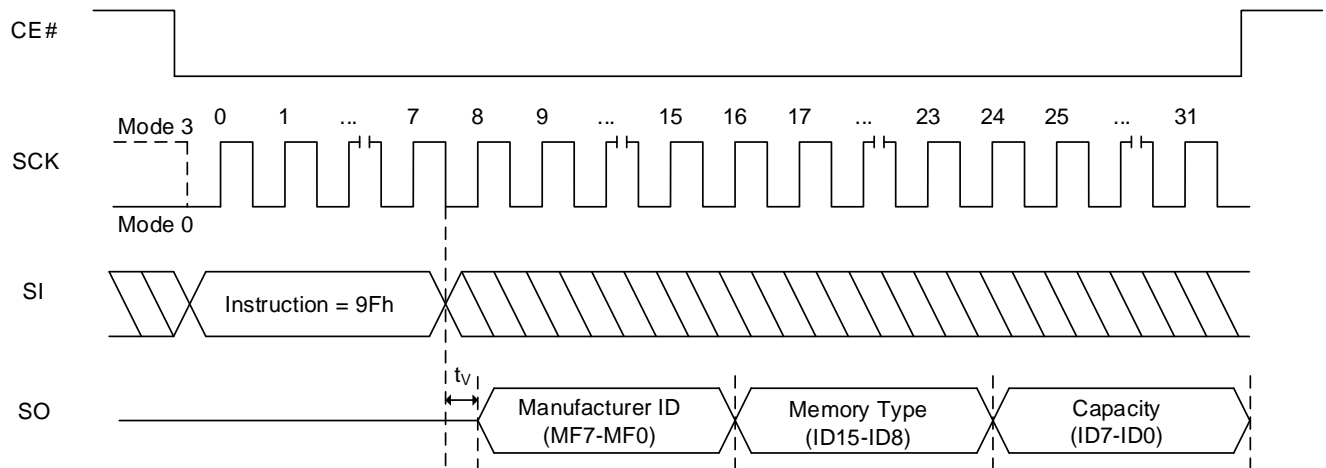 CE#
0 1 ... 7 8 9 ... 15 16 17 ... 23 24 25 ... 31
Mode 3
SCK
Mode 0
SI
Instruction = 9Fh
tV
SO
Manufacturer ID
(MF7-MF0)
Memory Type
(ID15-ID8)
Capacity
(ID7-ID0)